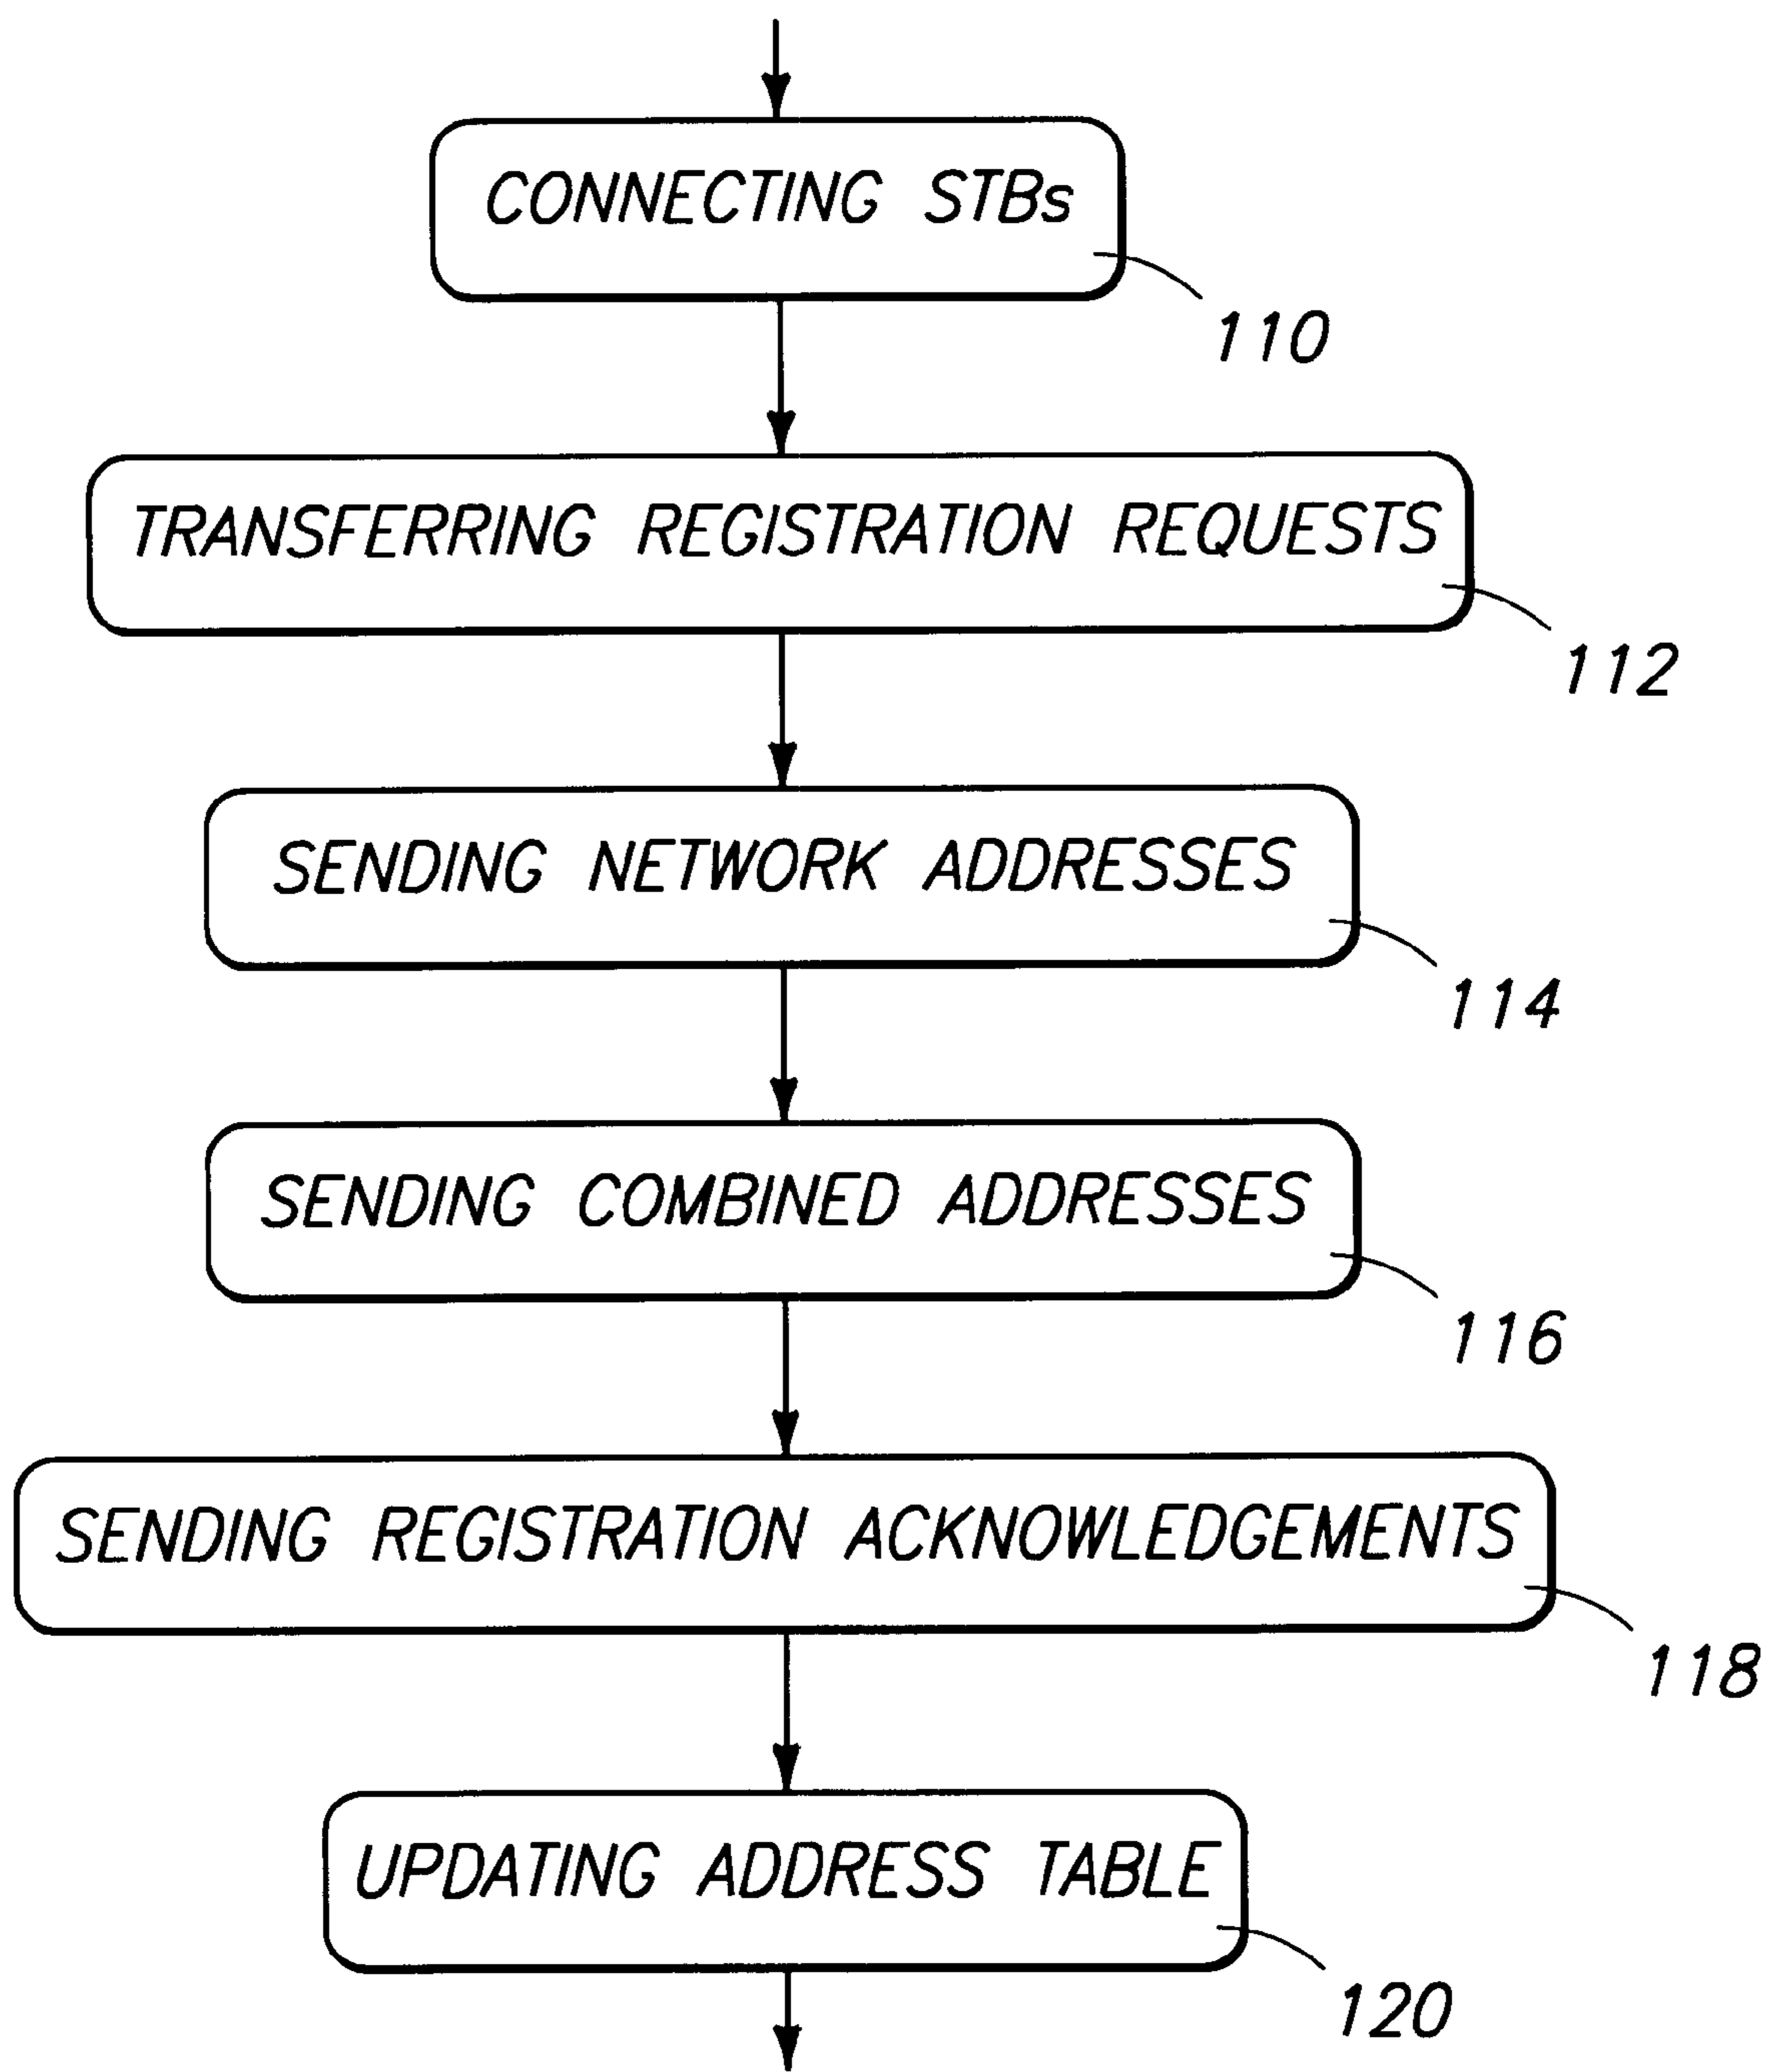 CONNECTING STBs
110
TRANSFERRING REGISTRATION REQUESTS
112
SENDING NETWORK ADDRESSES
114
SENDING COMBINED ADDRESSES
116
SENDING REGISTRATION ACKNOWLEDGEMENTS
118
UPDATING ADDRESS TABLE
120